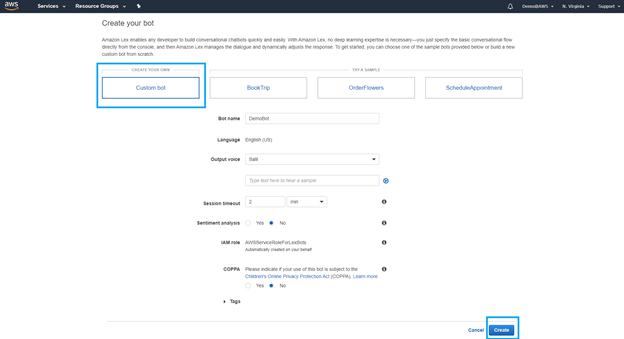 aws Services Resource Groups Demo@AWS N. Virginia Support
Create your bot
Amazon Lex enables any developer to build conversational chatbots quickly and easily. With Amazon Lex, no deep learning expertise is necessary—you just specify the basic conversational flow
directly from the console, and then Amazon Lex manages the dialogue and dynamically adjusts the response. To get started, you can choose one of the sample bots provided below or build a new
custom bot from scratch.
CREATE YOUR OWN TRY A SAMPLE
Custom bot BookTrip OrderFlowers ScheduleAppointment
Bot name DemoBot
Language English (US)
Output voice Salli
Type text here to hear a sample
Session timeout 2 min
Sentiment analysis Yes No
IAM role AWSServiceRoleForLexBots
Automatically created on your behalf
COPPA Please indicate if your use of this bot is subject to the
Children's Online Privacy Protection Act (COPPA). Learn more
Yes No
Tags
Cancel Create